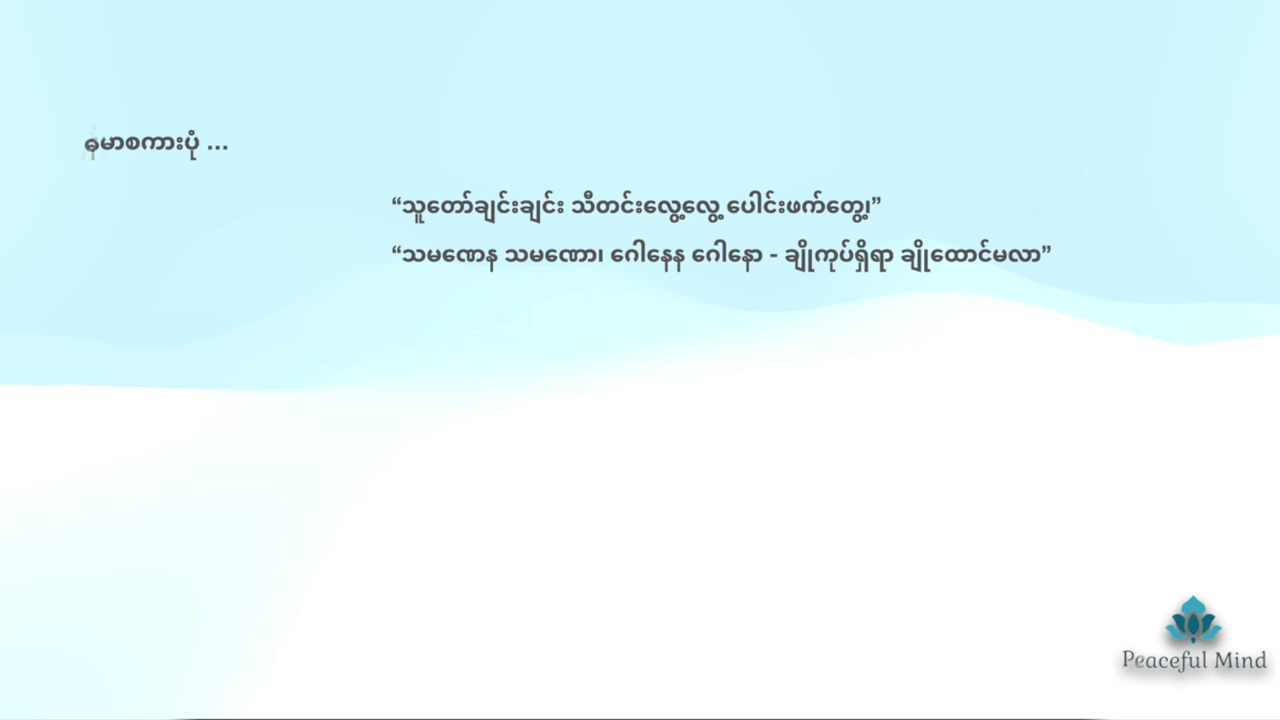 ဓမာစကားပုံ ...
“သူတော်ချင်းချင်း သီတင်းလွေ့လွေ့ ပေါင်းဖက်တွေ့၊”
“သမဏေန သမဏော၊ ဂေါနေန ဂေါနော - ချိုကုပ်ရှိရာ ချိုထောင်မလာ”
Peaceful Mind